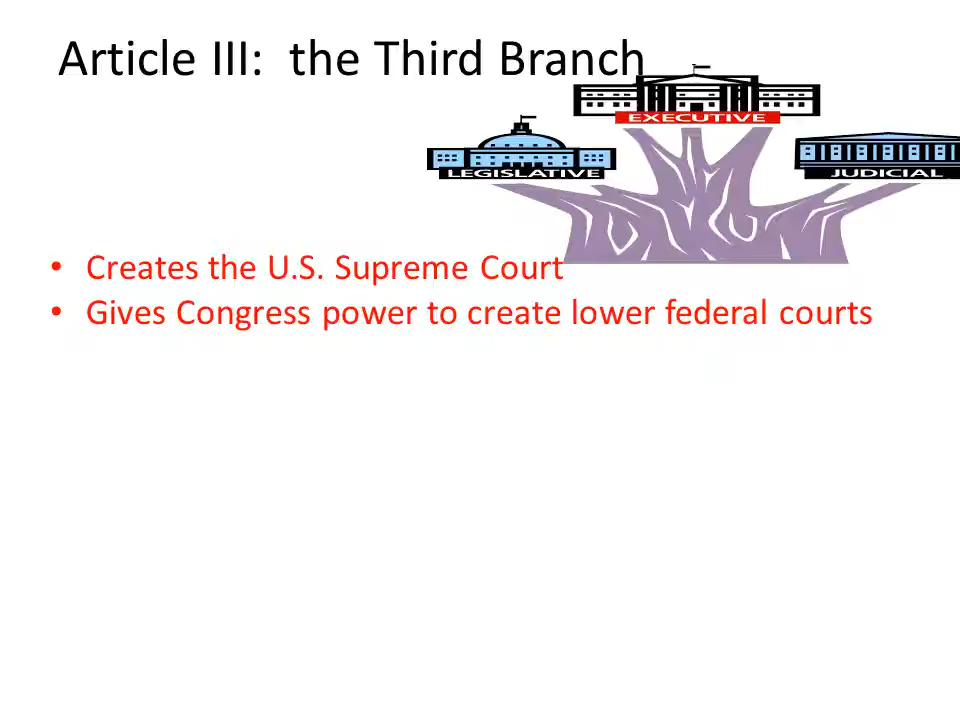 Article III:  the Third Branch
EXECUTIVE
LEGISLATIVE
JUDICIAL
• Creates the U.S. Supreme Court
• Gives Congress power to create lower federal courts